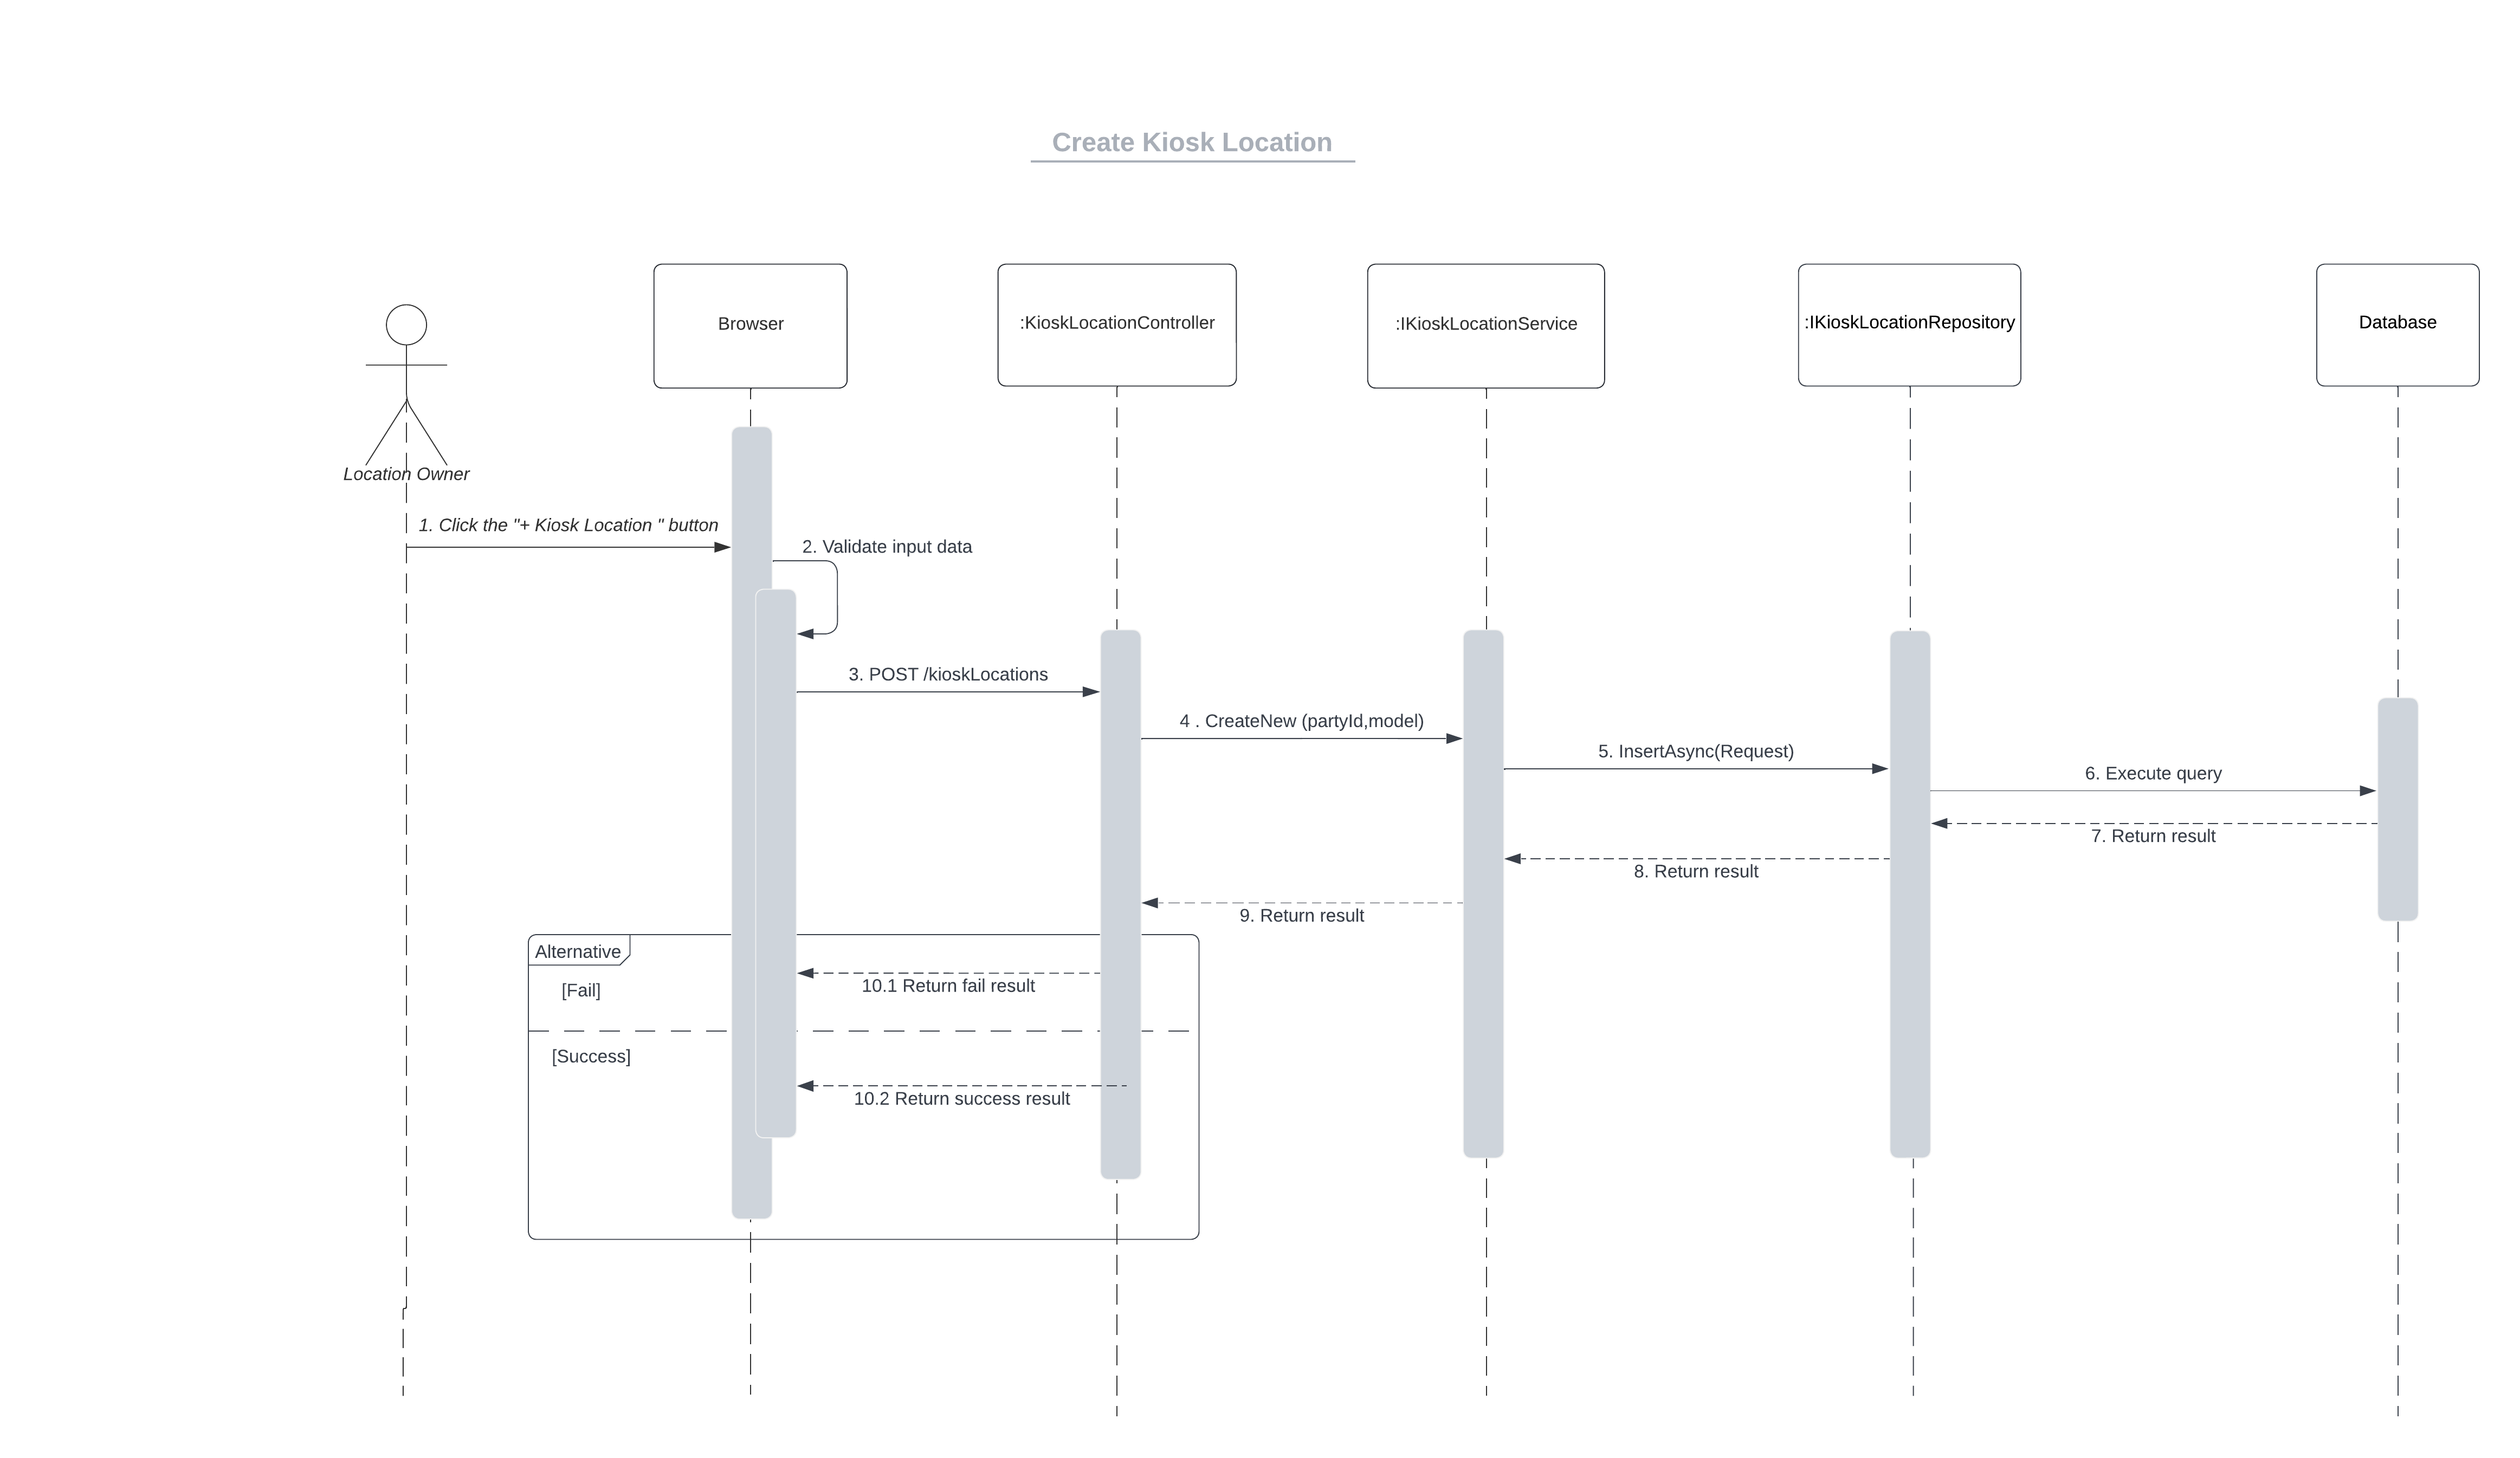 Create Kiosk Location
Browser
:KioskLocationController
:IKioskLocationService
:IKioskLocationRepository
Database
Location Owner
1. Click the "+ Kiosk Location " button
2. Validate input data
3. POST /kioskLocations
4 . CreateNew (partyId,model)
5. InsertAsync(Request)
6. Execute query
7. Return result
8. Return result
9. Return result
Alternative
[Fail]
10.1 Return fail result
[Success]
10.2 Return success result